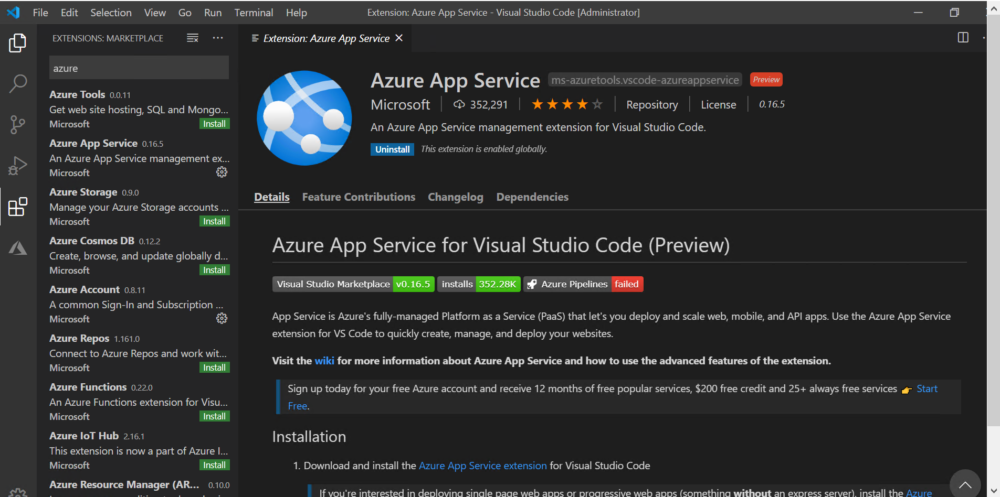 File Edit Selection View Go Run Terminal Help
Extension: Azure App Service - Visual Studio Code [Administrator]
EXTENSIONS: MARKETPLACE
azure
Azure Tools 0.0.11
Get web site hosting, SQL and Mongo...
Microsoft Install
Azure App Service 0.16.5
An Azure App Service management ex...
Microsoft
Azure Storage 0.9.0
Manage your Azure Storage accounts ...
Microsoft Install
Azure Cosmos DB 0.12.2
Create, browse, and update globally d...
Microsoft Install
Azure Account 0.8.11
A common Sign-In and Subscription ...
Microsoft
Azure Repos 1.161.0
Connect to Azure Repos and work wit...
Microsoft Install
Azure Functions 0.22.0
An Azure Functions extension for Visu...
Microsoft Install
Azure IoT Hub 2.16.1
This extension is now a part of Azure I...
Microsoft Install
Azure Resource Manager (AR... 0.10.0
Extension: Azure App Service
Azure App Service ms-azuretools.vscode-azureappservice Preview
Microsoft 352,291 Repository License 0.16.5
An Azure App Service management extension for Visual Studio Code.
Uninstall This extension is enabled globally.
Details Feature Contributions Changelog Dependencies
Azure App Service for Visual Studio Code (Preview)
Visual Studio Marketplace v0.16.5 installs 352.28K Azure Pipelines failed
App Service is Azure's fully-managed Platform as a Service (PaaS) that let's you deploy and scale web, mobile, and API apps. Use the Azure App Service
extension for VS Code to quickly create, manage, and deploy your websites.
Visit the wiki for more information about Azure App Service and how to use the advanced features of the extension.
Sign up today for your free Azure account and receive 12 months of free popular services, $200 free credit and 25+ always free services 👉 Start
Free.
Installation
1. Download and install the Azure App Service extension for Visual Studio Code
If you're interested in deploying single page web apps or progressive web apps (something without an express server), install the Azure